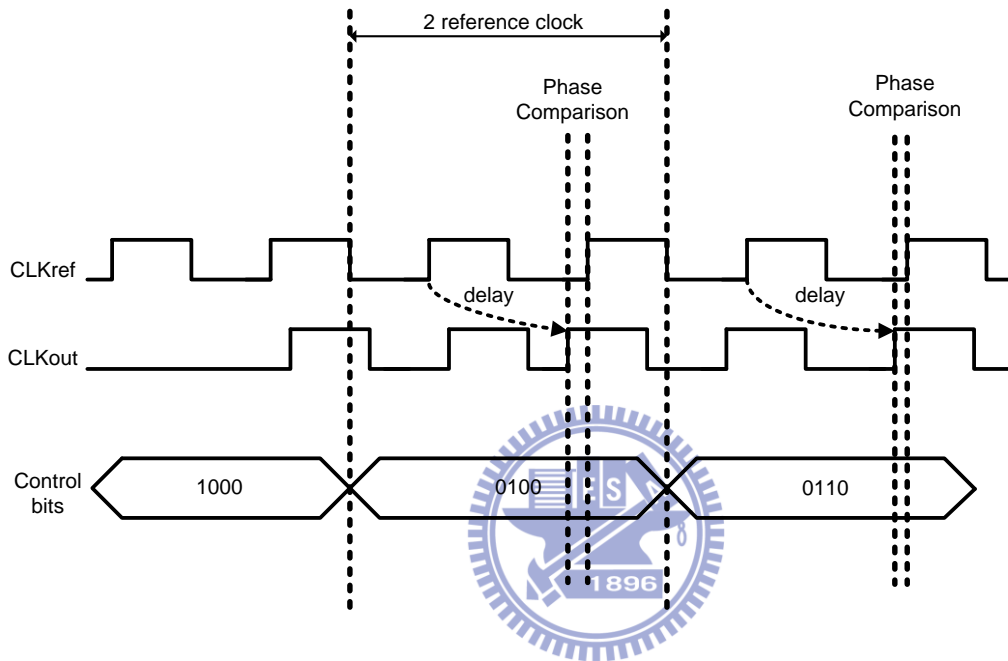 2 reference clock
Phase
Comparison
Phase
Comparison
CLKref
delay
delay
CLKout
Control
bits
1000
0100
0110
E S
1896